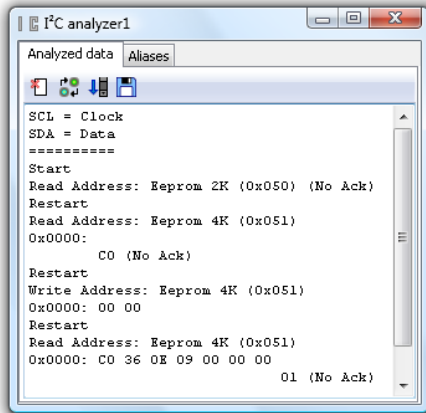 I²C analyzer1
Analyzed data Aliases
SCL = Clock
SDA = Data
==========
Start
Read Address: Eeprom 2K (0x050) (No Ack)
Restart
Read Address: Eeprom 4K (0x051)
0x0000:
C0 (No Ack)
Restart
Write Address: Eeprom 4K (0x051)
0x0000: 00 00
Restart
Read Address: Eeprom 4K (0x051)
0x0000: C0 36 0E 09 00 00 00
01 (No Ack)